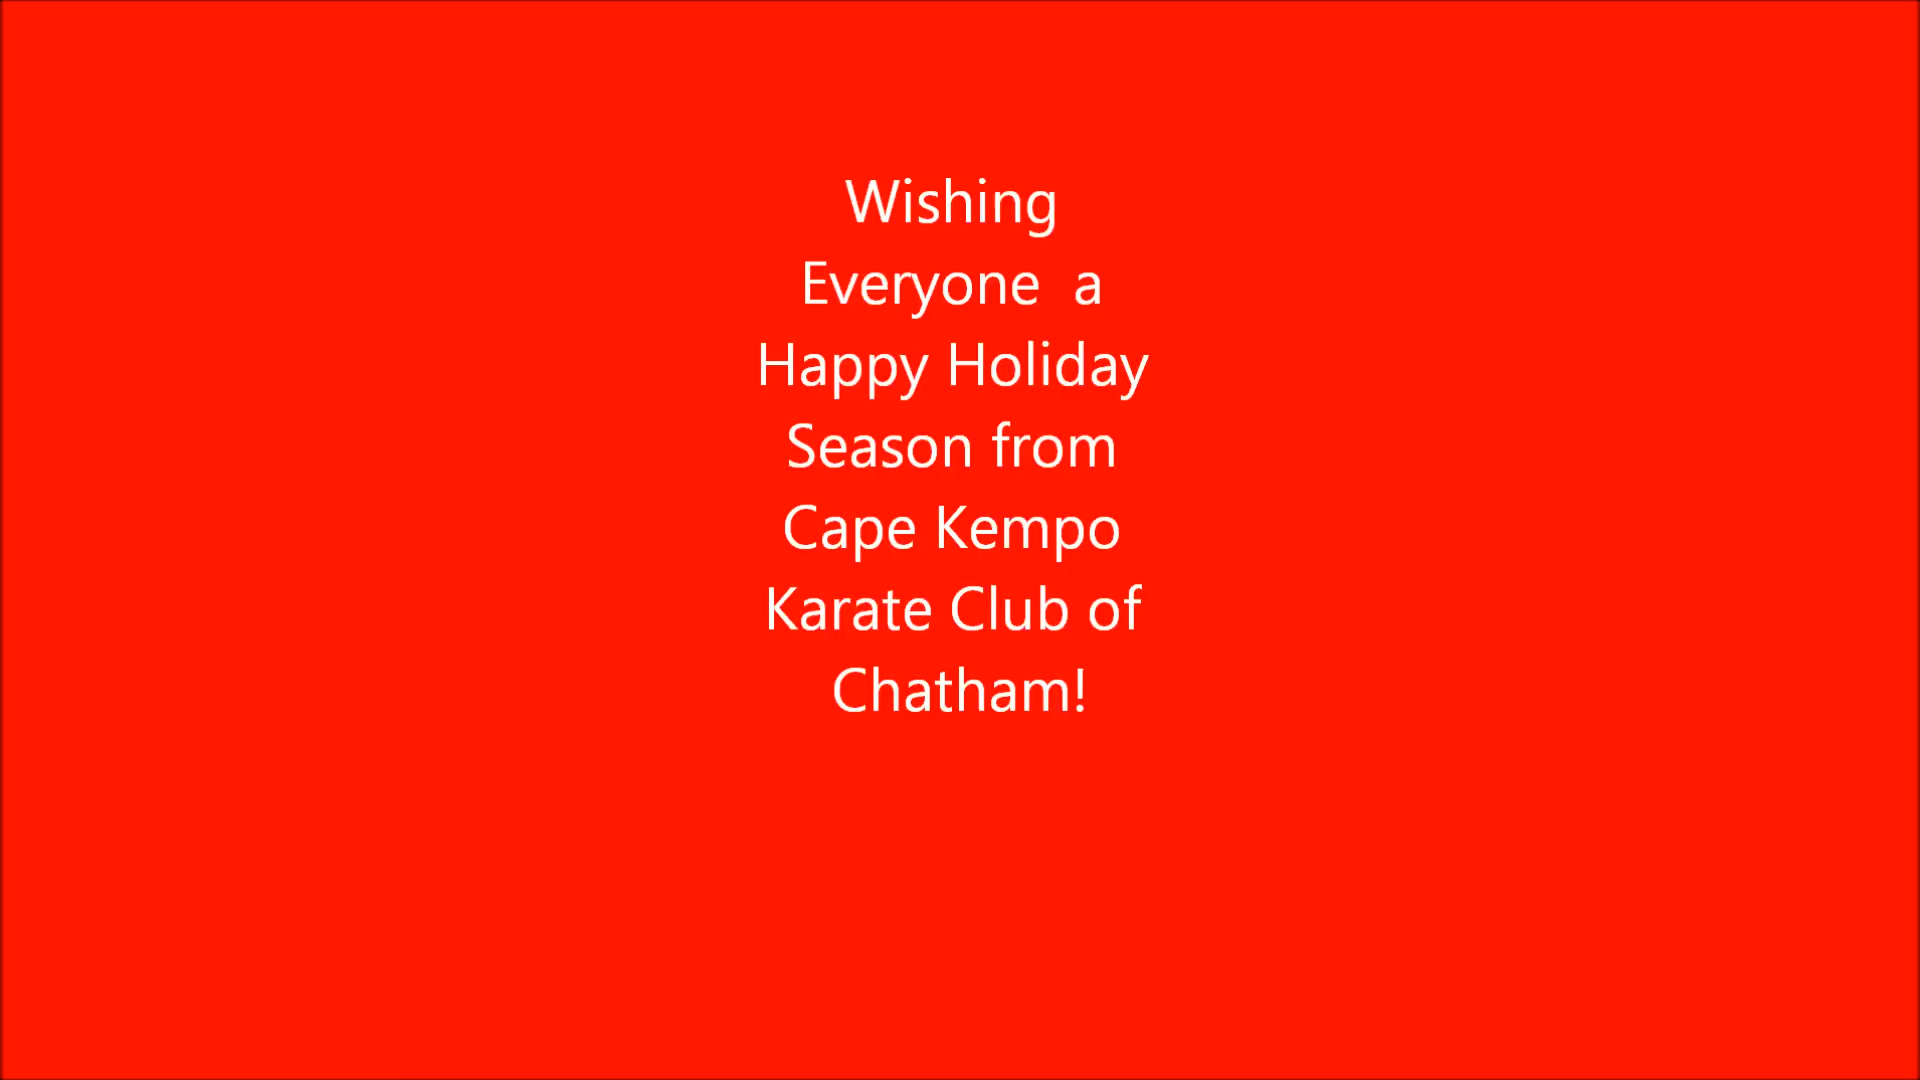 Wishing
Everyone  a
Happy Holiday
Season from
Cape Kempo
Karate Club of
Chatham!